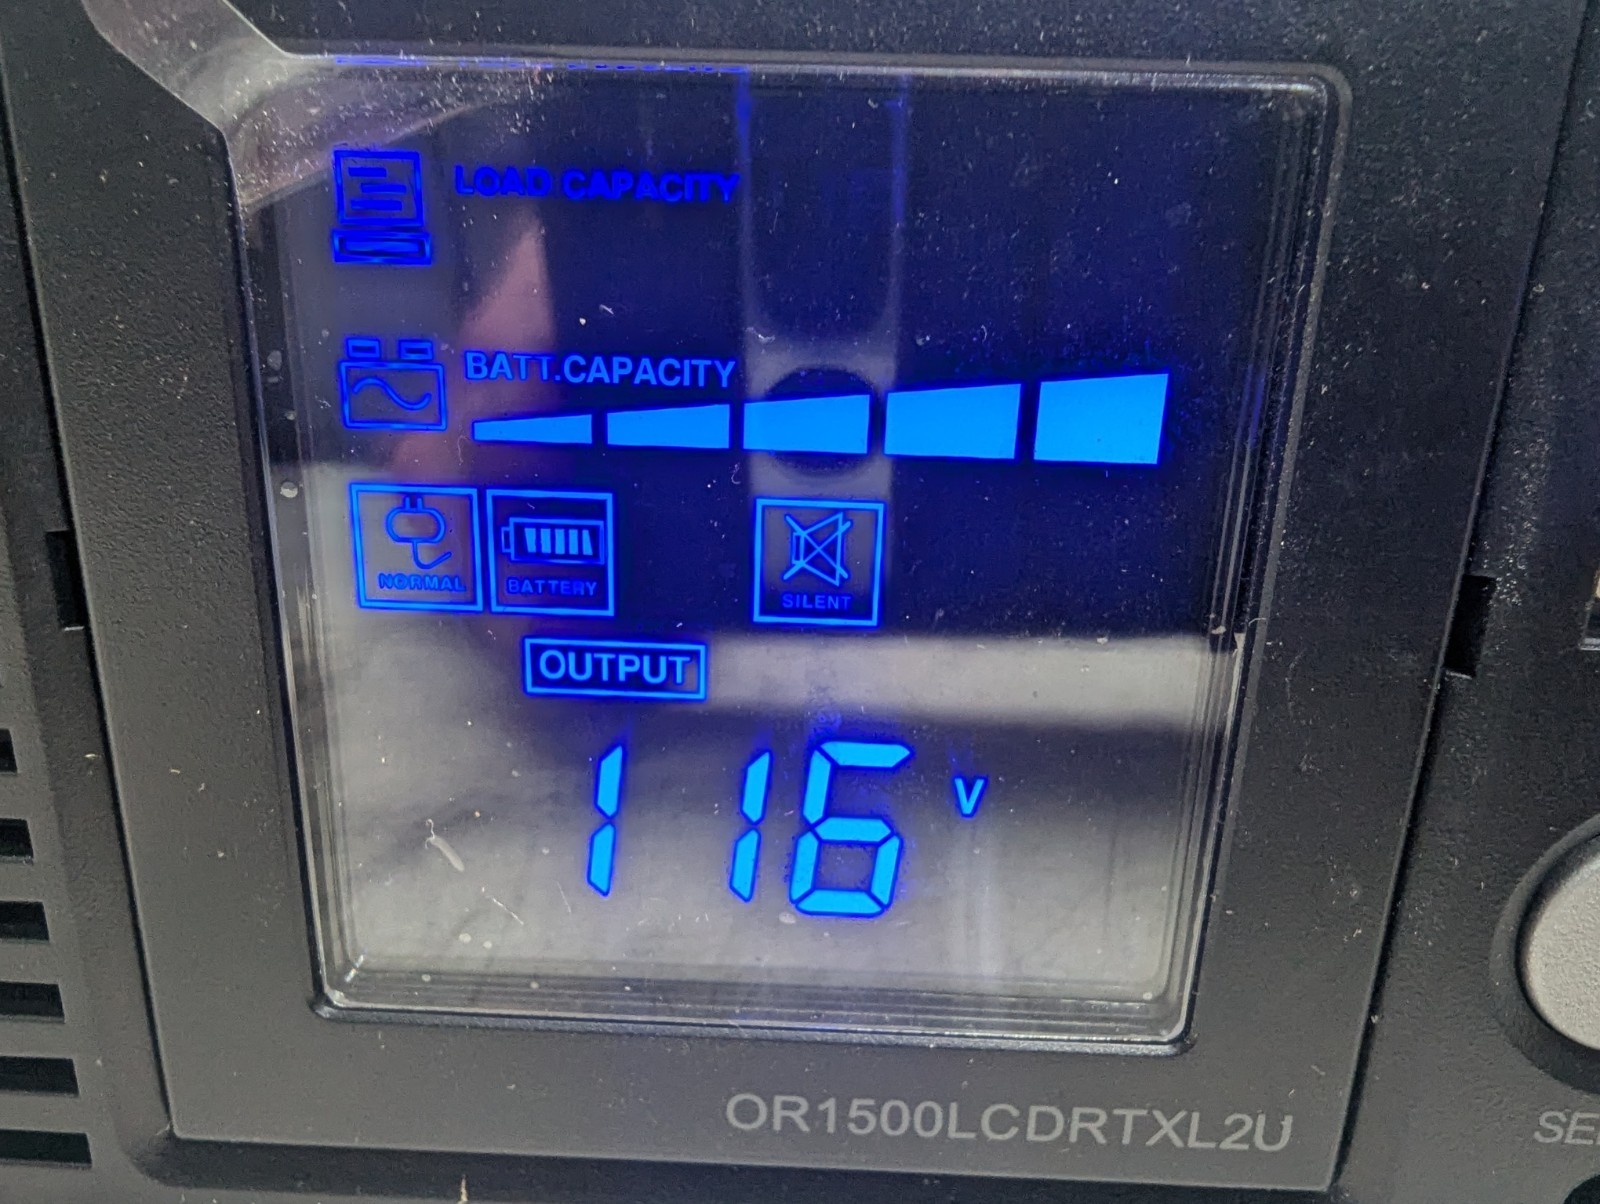 LOAD CAPACITY
BATT.CAPACITY
NORMAL BATTERY SILENT
OUTPUT
116 V
OR1500LCDRTXL2U